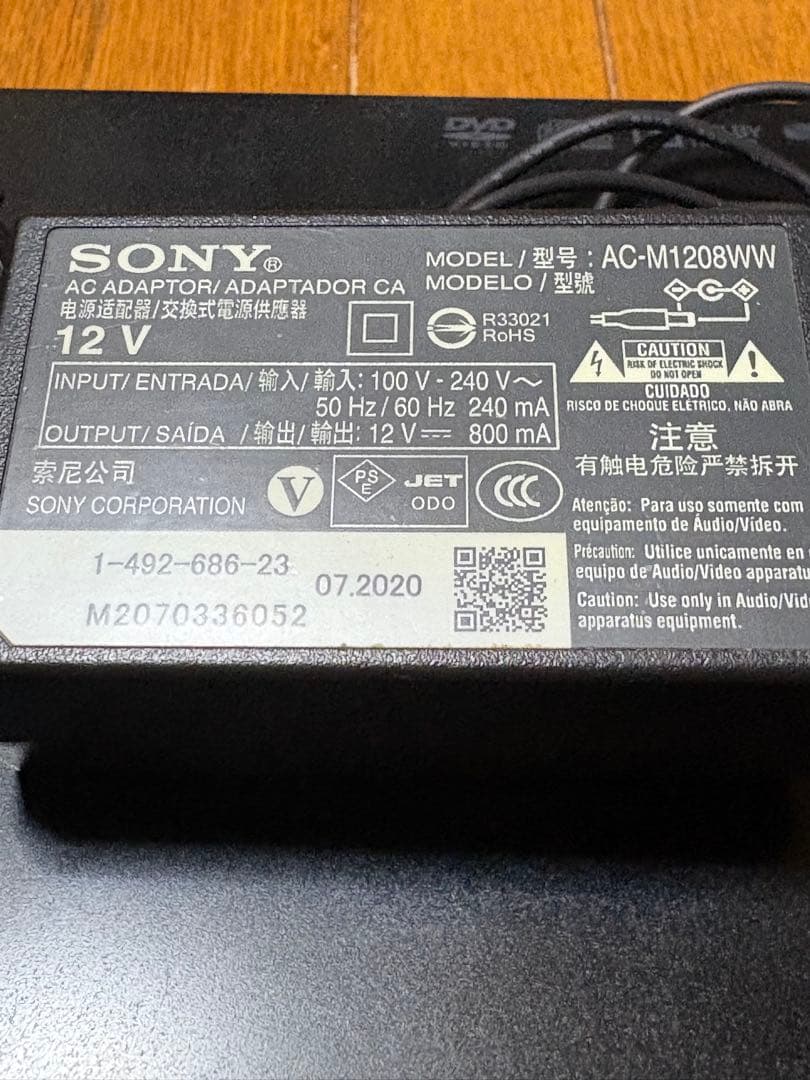 DVD
SONY®
AC ADAPTOR/ ADAPTADOR CA
电源适配器/交換式電源供應器
12 V
MODEL / 型号 : AC-M1208WW
MODELO / 型號
R33021
RoHS
INPUT/ ENTRADA/ 输入/ 輸入: 100 V - 240 V～
50 Hz / 60 Hz 240 mA
OUTPUT/ SAÍDA / 输出/ 輸出: 12 V⎓ 800 mA
CAUTION
RISK OF ELECTRIC SHOCK
DO NOT OPEN
CUIDADO
RISCO DE CHOQUE ELÉTRICO, NÃO ABRA
注意
有触电危险严禁拆开
索尼公司
SONY CORPORATION
V
PS
E
JET
ODO
CCC
Atenção: Para uso somente com
equipamento de Áudio/Vídeo.
Précaution: Utilice unicamente en
equipo de Audio/Video apparatu
Caution: Use only in Audio/Vid
apparatus equipment.
1-492-686-23
07.2020
M2070336052